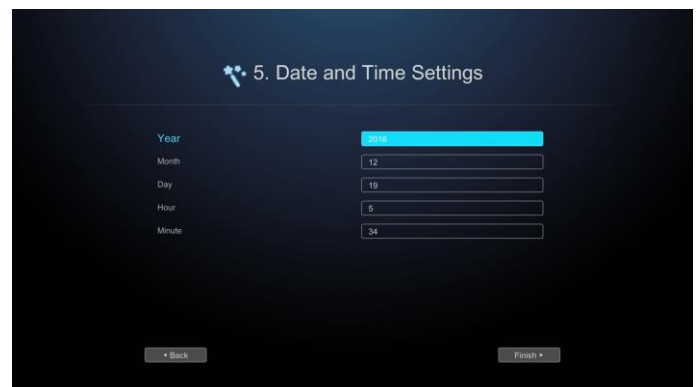 5. Date and Time Settings
Year 2016
Month 12
Day 19
Hour 5
Minute 34
Back Finish